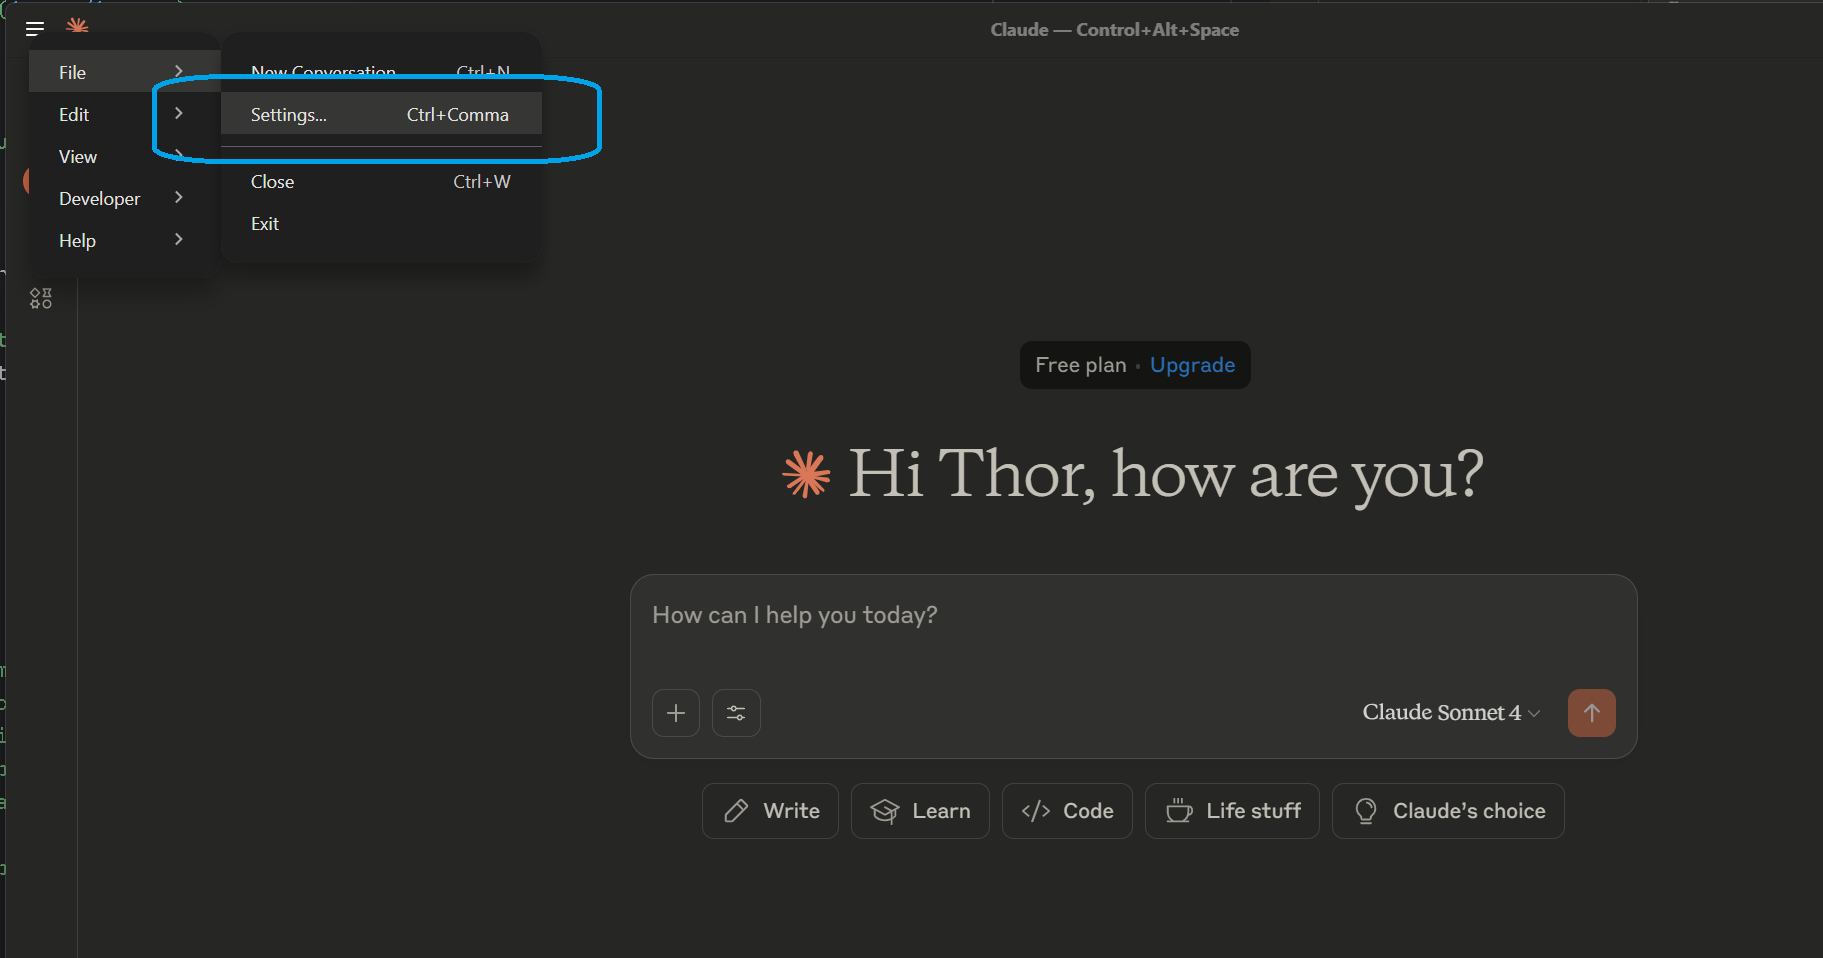 Claude — Control+Alt+Space
File
New Conversation Ctrl+N
Edit
Settings... Ctrl+Comma
View
Close Ctrl+W
Developer
Exit
Help
Free plan · Upgrade
Hi Thor, how are you?
How can I help you today?
Claude Sonnet 4
Write
Learn
Code
Life stuff
Claude's choice